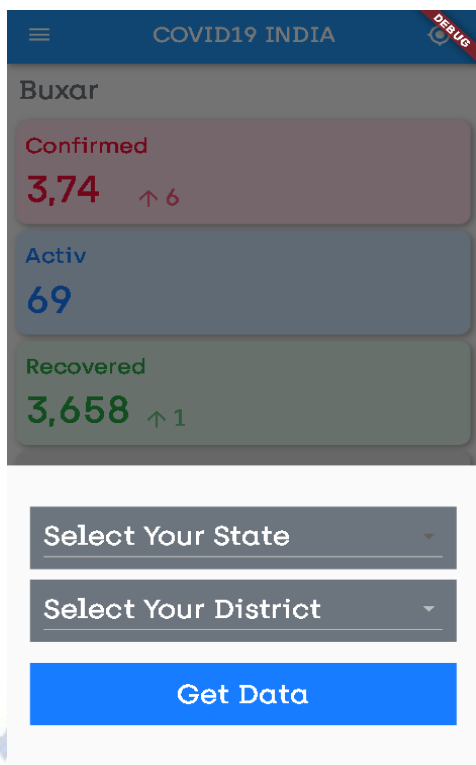 COVID19 INDIA
DEBUG
Buxar
Confirmed
3,74 ↑ 6
Activ
69
Recovered
3,658 ↑ 1
Select Your State
Select Your District
Get Data